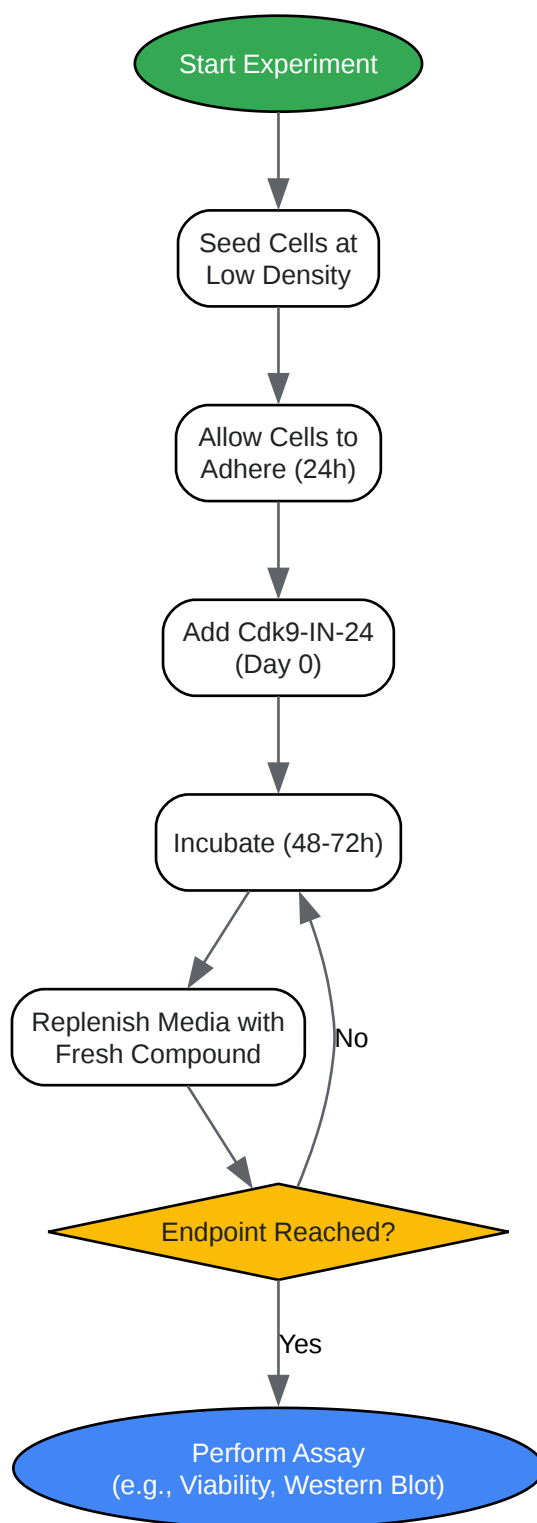 Start Experiment
Seed Cells at
Low Density
Allow Cells to
Adhere (24h)
Add Cdk9-IN-24
(Day 0)
Incubate (48-72h)
Replenish Media with
Fresh Compound
No
Endpoint Reached?
Yes
Perform Assay
(e.g., Viability, Western Blot)